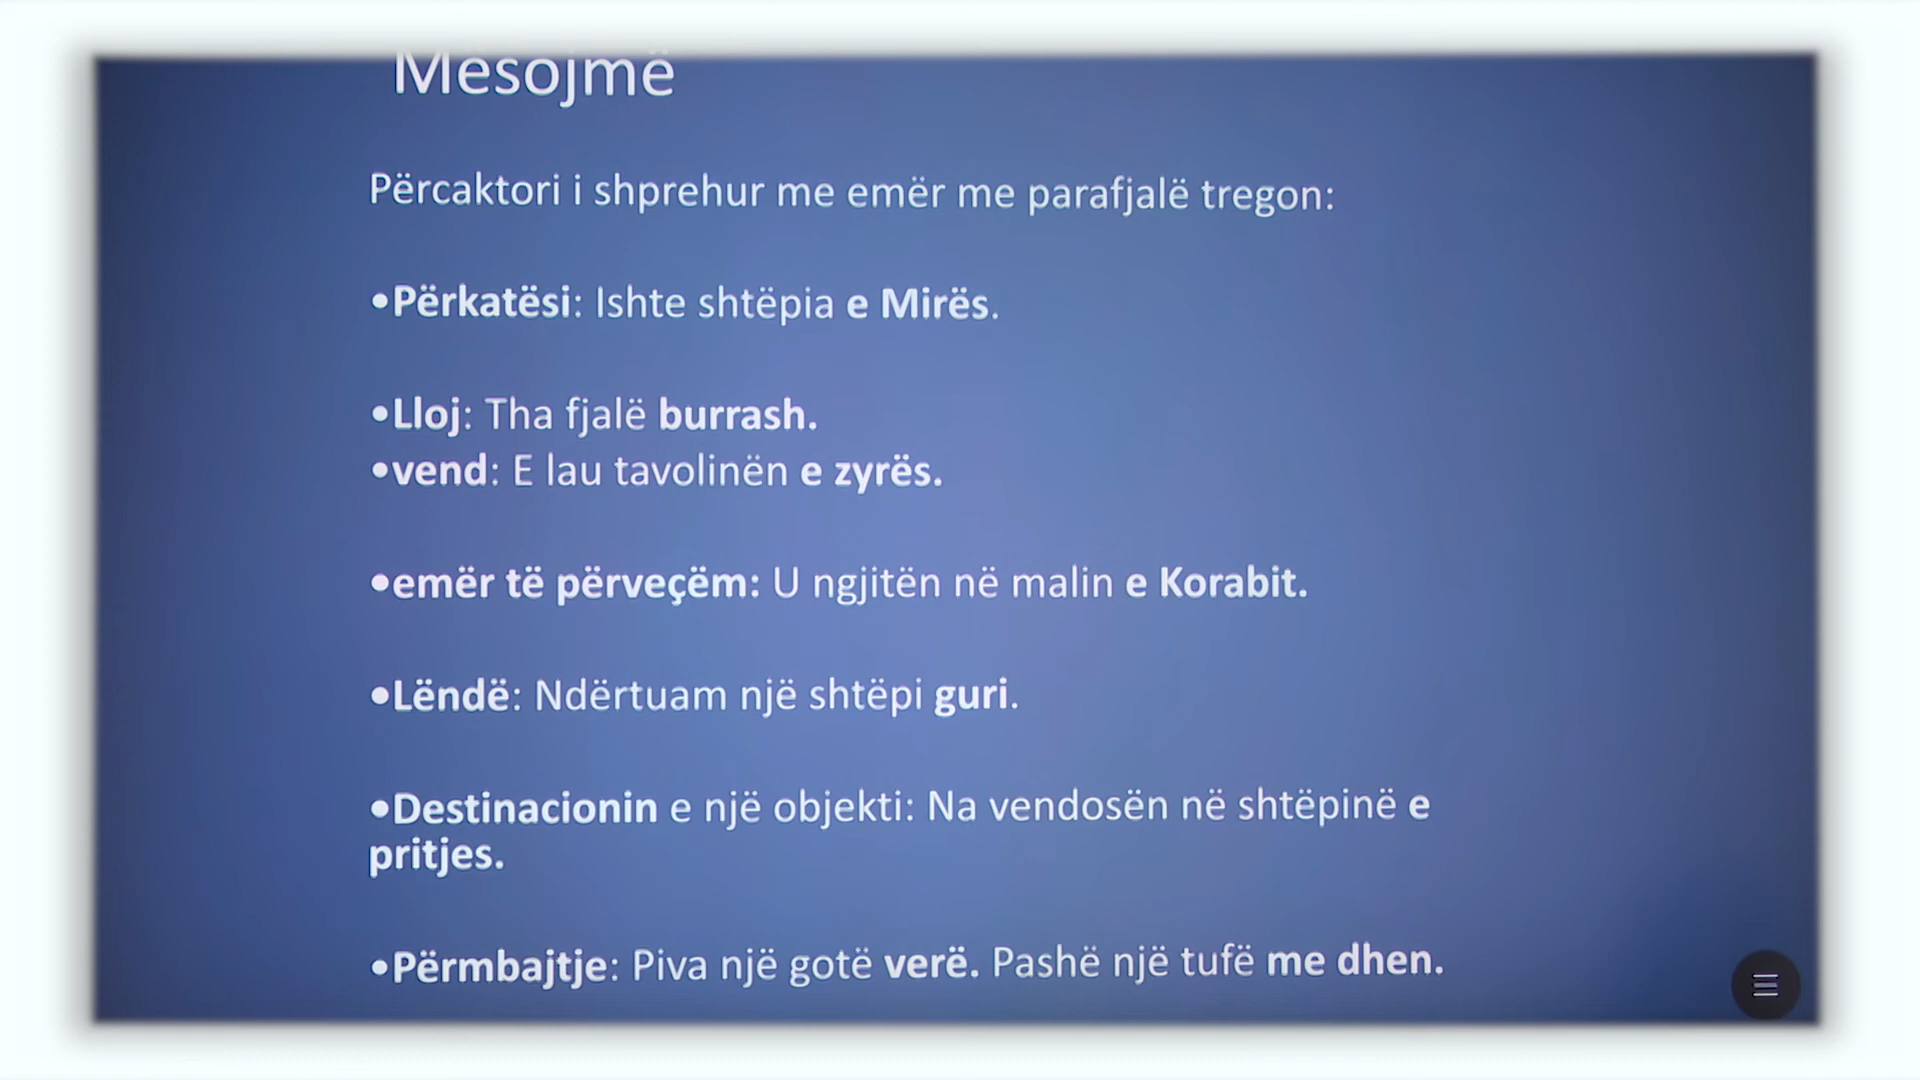 Mësojmë
Përcaktori i shprehur me emër me parafjalë tregon:
•Përkatësi: Ishte shtëpia e Mirës.
•Lloj: Tha fjalë burrash.
•vend: E lau tavolinën e zyrës.
•emër të përveçëm: U ngjitën në malin e Korabit.
•Lëndë: Ndërtuam një shtëpi guri.
•Destinacionin e një objekti: Na vendosën në shtëpinë e
pritjes.
•Përmbajtje: Piva një gotë verë. Pashë një tufë me dhen.